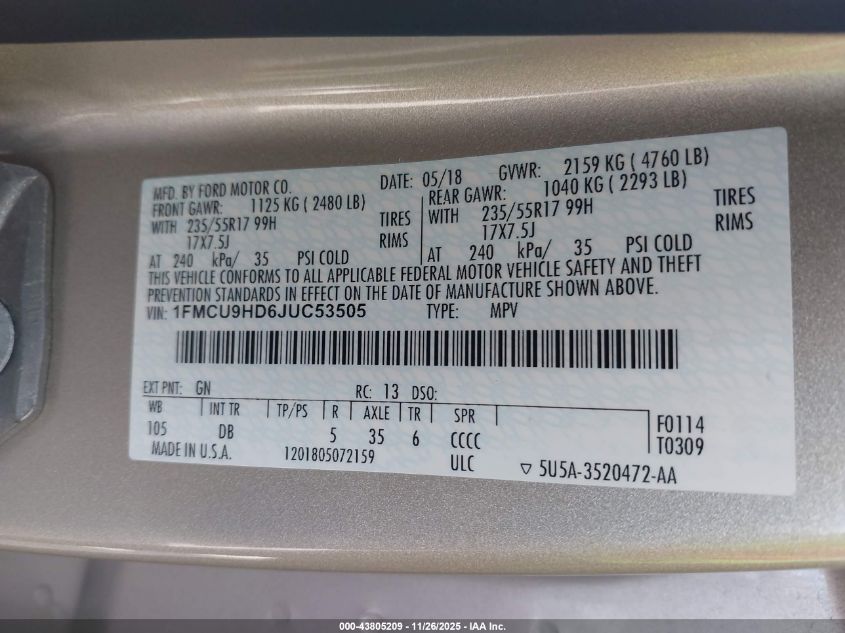 MFD. BY FORD MOTOR CO. DATE: 05/18 GVWR: 2159 KG ( 4760 LB)
FRONT GAWR: 1125 KG ( 2480 LB) REAR GAWR: 1040 KG ( 2293 LB)
WITH 235/55R17 99H TIRES WITH 235/55R17 99H TIRES
17X7.5J RIMS 17X7.5J RIMS
AT 240 kPa/ 35 PSI COLD AT 240 kPa/ 35 PSI COLD
THIS VEHICLE CONFORMS TO ALL APPLICABLE FEDERAL MOTOR VEHICLE SAFETY AND THEFT
PREVENTION STANDARDS IN EFFECT ON THE DATE OF MANUFACTURE SHOWN ABOVE.
VIN: 1FMCU9HD6JUC53505 TYPE: MPV
EXT PNT: GN RC: 13 DSO:
WB INT TR TP/PS R AXLE TR SPR F0114
105 DB 5 35 6 CCCC T0309
MADE IN U.S.A. 1201805072159 ULC ▽ 5U5A-3520472-AA
000-43805209 - 11/26/2025 - IAA Inc.